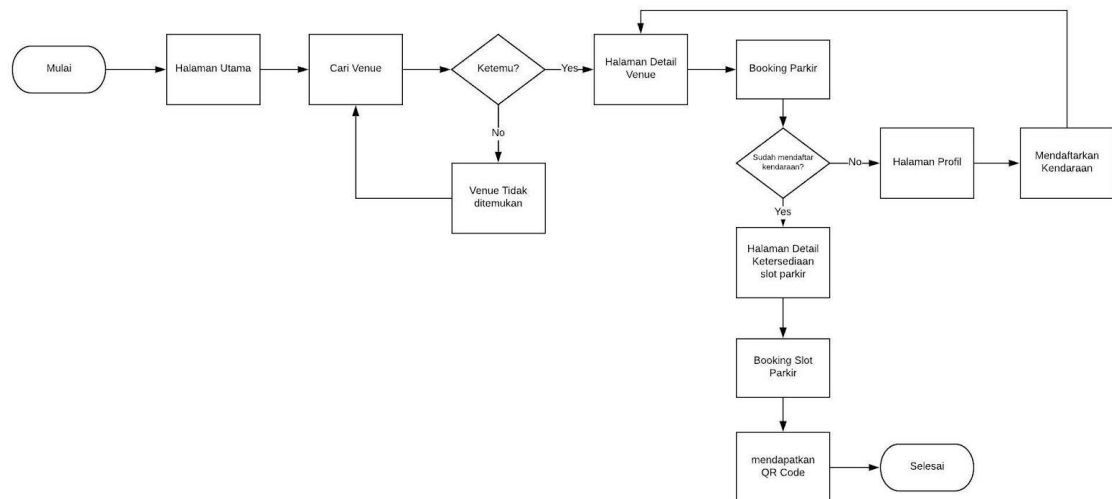 Mulai
Halaman Utama
Cari Venue
Ketemu?
Yes
Halaman Detail
Venue
Booking Parkir
No
Venue Tidak
ditemukan
Sudah mendaftar
kendaraan?
No
Halaman Profil
Mendaftarkan
Kendaraan
Yes
Halaman Detail
Ketersediaan
slot parkir
Booking Slot
Parkir
mendapatkan
QR Code
Selesai